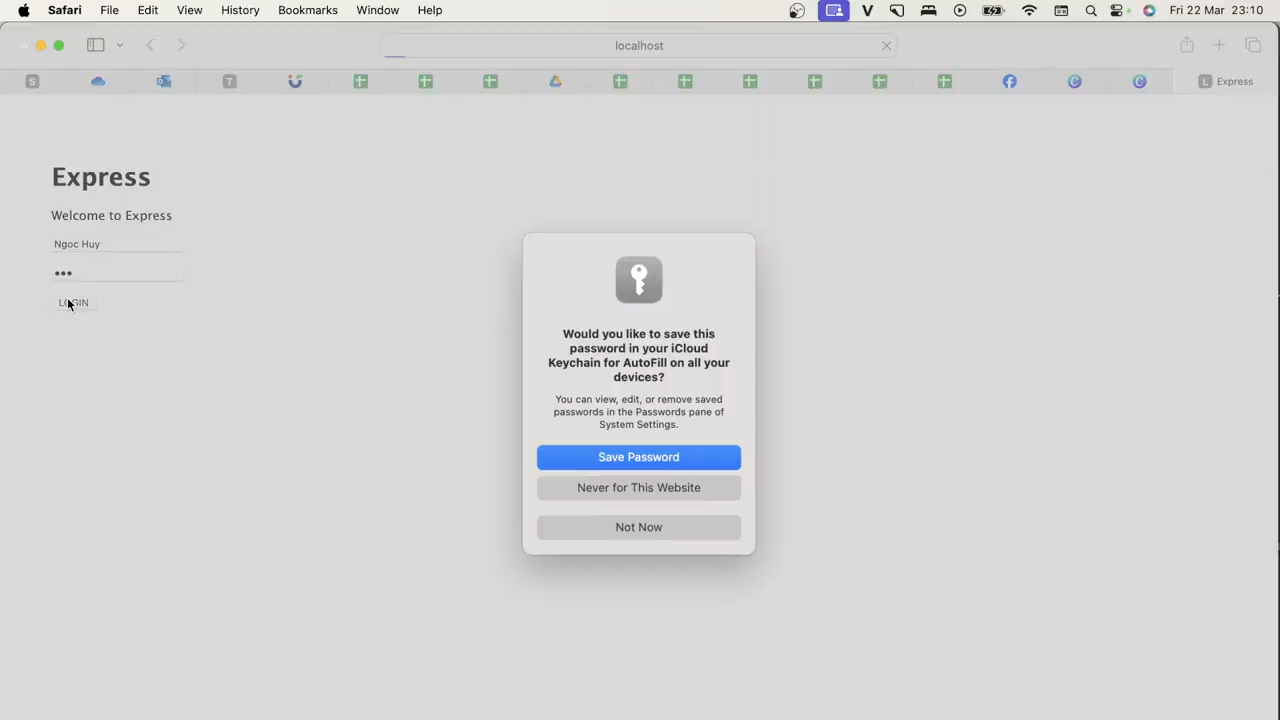 Safari File Edit View History Bookmarks Window Help Fri 22 Mar 23:10
localhost
S T L Express
Express
Welcome to Express
Ngoc Huy
•••
LOGIN
Would you like to save this
password in your iCloud
Keychain for AutoFill on all your
devices?
You can view, edit, or remove saved
passwords in the Passwords pane of
System Settings.
Save Password
Never for This Website
Not Now